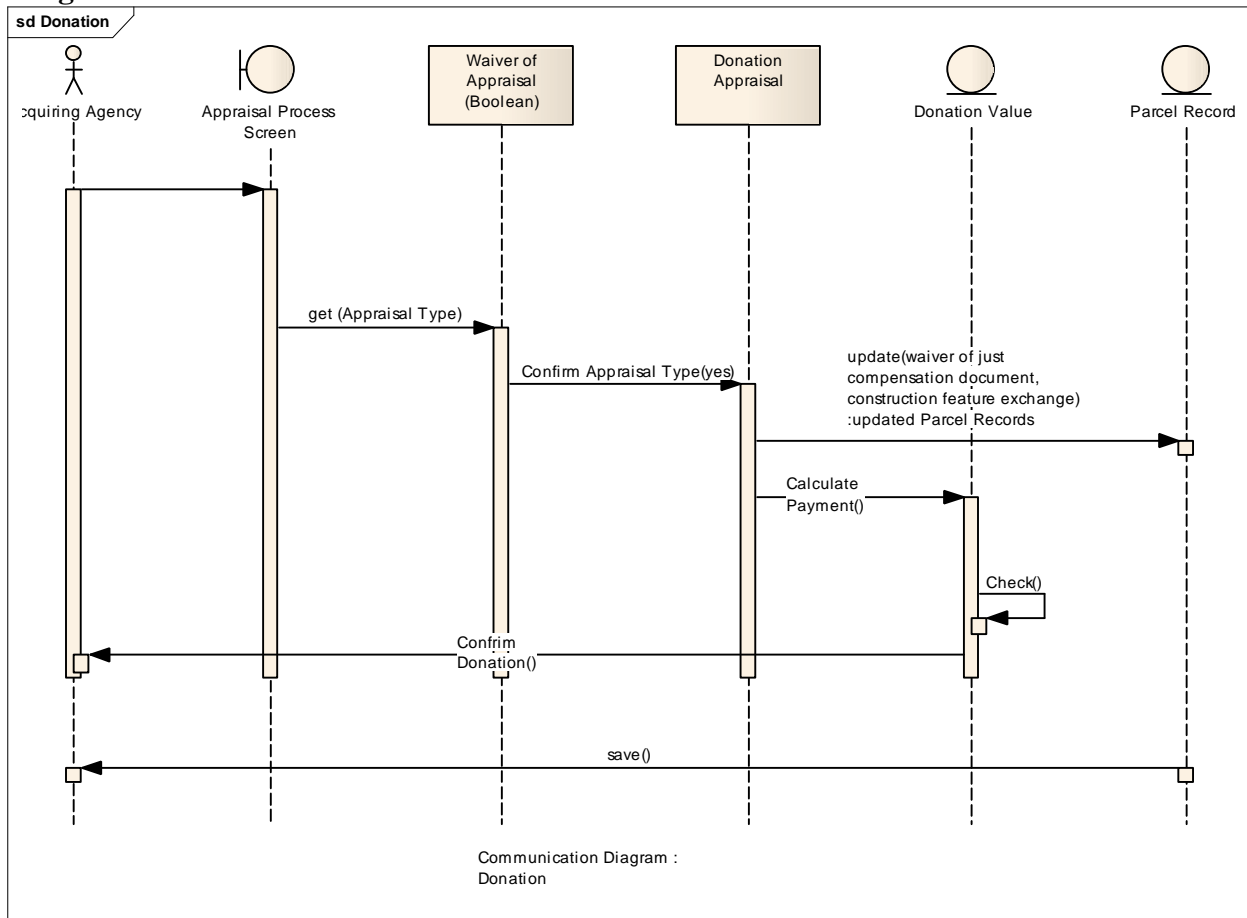 sd Donation
cquiring Agency
Appraisal Process
Screen
Waiver of
Appraisal
(Boolean)
Donation
Appraisal
Donation Value
Parcel Record
get (Appraisal Type)
Confirm Appraisal Type(yes)
update(waiver of just
compensation document,
construction feature exchange)
:updated Parcel Records
Calculate
Payment()
Check()
Confrim
Donation()
save()
Communication Diagram :
Donation